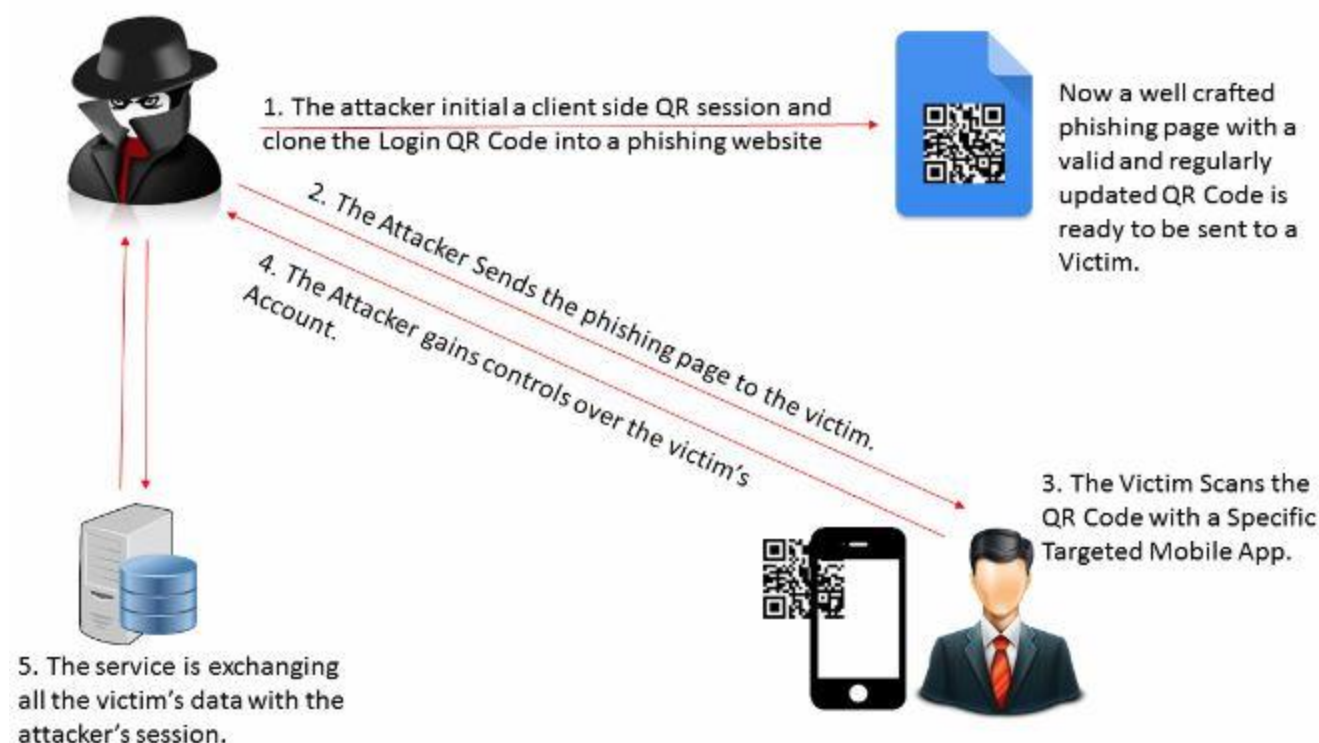 1. The attacker initial a client side QR session and
clone the Login QR Code into a phishing website
Now a well crafted
phishing page with a
valid and regularly
updated QR Code is
ready to be sent to a
Victim.
2. The Attacker Sends the phishing page to the victim.
3. The Victim Scans the
QR Code with a Specific
Targeted Mobile App.
4. The Attacker gains controls over the victim's
Account.
5. The service is exchanging
all the victim's data with the
attacker's session.